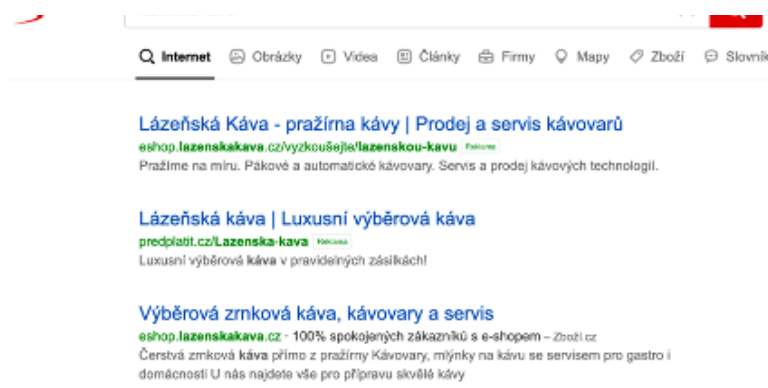 Internet Obrázky Videa Články Firmy Mapy Zboží Slovník
Lázeňská Káva - pražírna kávy | Prodej a servis kávovarů
eshop.lazenskakava.cz/vyzkoušejte/lazenskou-kavu Reklama
Pražíme na míru. Pákové a automatické kávovary. Servis a prodej kávových technologií.
Lázeňská káva | Luxusní výběrová káva
predplatit.cz/Lazenska-kava Reklama
Luxusní výběrová káva v pravidelných zásilkách!
Výběrová zrnková káva, kávovary a servis
eshop.lazenskakava.cz - 100% spokojených zákazníků s e-shopem – Zboží.cz
Čerstvá zrnková káva přímo z pražírny Kávovary, mlýnky na kávu se servisem pro gastro i
domácnosti U nás najdete vše pro přípravu skvělé kávy